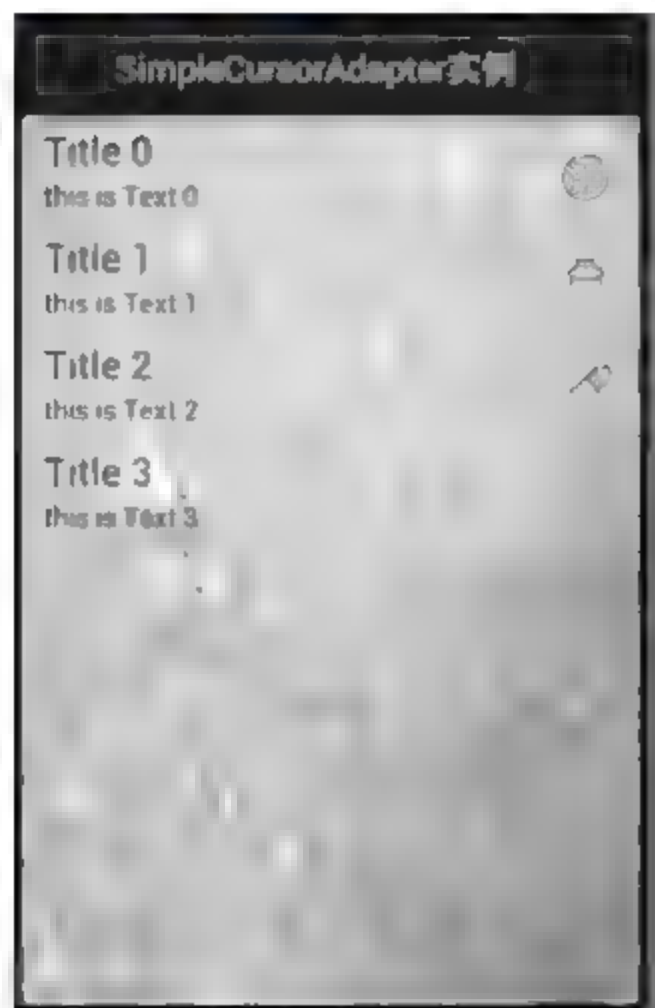 SimpleCursorAdapter实例
Title 0
this is Text 0
Title 1
this is Text 1
Title 2
this is Text 2
Title 3
this is Text 3